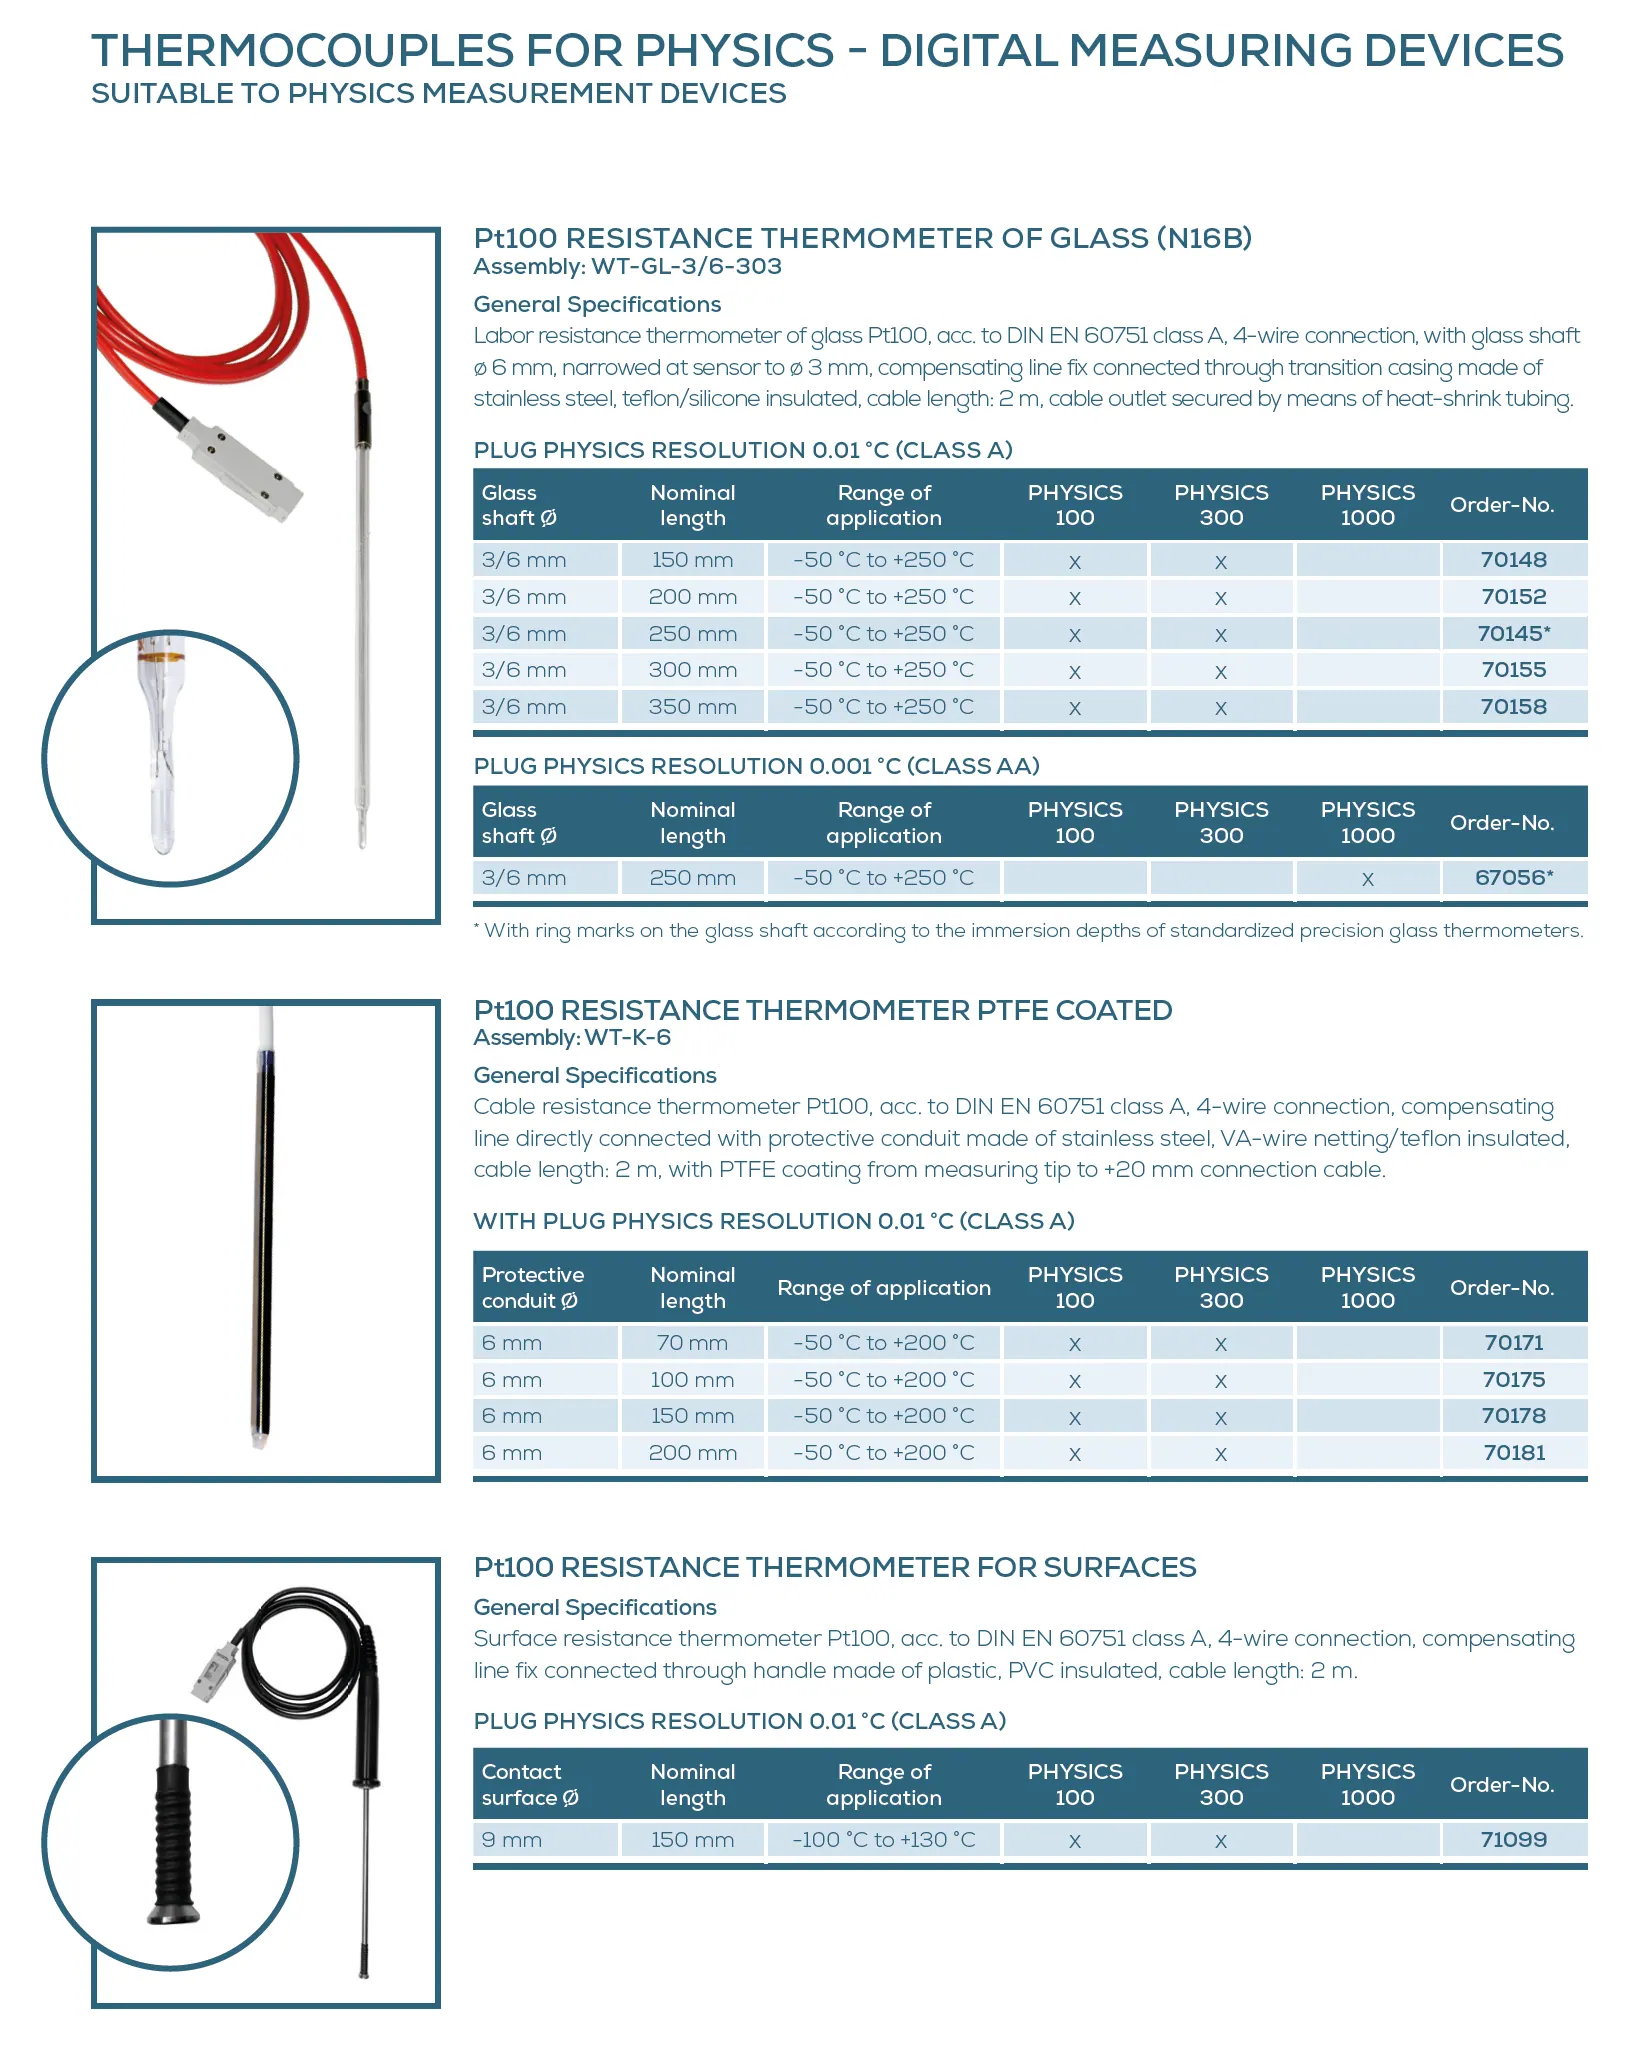 THERMOCOUPLES FOR PHYSICS - DIGITAL MEASURING DEVICES
SUITABLE TO PHYSICS MEASUREMENT DEVICES
Pt100 RESISTANCE THERMOMETER OF GLASS (N16B)
Assembly: WT-GL-3/6-303
General Specifications
Labor resistance thermometer of glass Pt100, acc. to DIN EN 60751 class A, 4-wire connection, with glass shaft
ø 6 mm, narrowed at sensor to ø 3 mm, compensating line fix connected through transition casing made of
stainless steel, teflon/silicone insulated, cable length: 2 m, cable outlet secured by means of heat-shrink tubing.
PLUG PHYSICS RESOLUTION 0.01 °C (CLASS A)
Glass shaft Ø Nominal length Range of application PHYSICS 100 PHYSICS 300 PHYSICS 1000 Order-No.
3/6 mm 150 mm -50 °C to +250 °C x x 70148
3/6 mm 200 mm -50 °C to +250 °C x x 70152
3/6 mm 250 mm -50 °C to +250 °C x x 70145*
3/6 mm 300 mm -50 °C to +250 °C x x 70155
3/6 mm 350 mm -50 °C to +250 °C x x 70158
PLUG PHYSICS RESOLUTION 0.001 °C (CLASS AA)
Glass shaft Ø Nominal length Range of application PHYSICS 100 PHYSICS 300 PHYSICS 1000 Order-No.
3/6 mm 250 mm -50 °C to +250 °C x 67056*
* With ring marks on the glass shaft according to the immersion depths of standardized precision glass thermometers.
Pt100 RESISTANCE THERMOMETER PTFE COATED
Assembly: WT-K-6
General Specifications
Cable resistance thermometer Pt100, acc. to DIN EN 60751 class A, 4-wire connection, compensating
line directly connected with protective conduit made of stainless steel, VA-wire netting/teflon insulated,
cable length: 2 m, with PTFE coating from measuring tip to +20 mm connection cable.
WITH PLUG PHYSICS RESOLUTION 0.01 °C (CLASS A)
Protective conduit Ø Nominal length Range of application PHYSICS 100 PHYSICS 300 PHYSICS 1000 Order-No.
6 mm 70 mm -50 °C to +200 °C x x 70171
6 mm 100 mm -50 °C to +200 °C x x 70175
6 mm 150 mm -50 °C to +200 °C x x 70178
6 mm 200 mm -50 °C to +200 °C x x 70181
Pt100 RESISTANCE THERMOMETER FOR SURFACES
General Specifications
Surface resistance thermometer Pt100, acc. to DIN EN 60751 class A, 4-wire connection, compensating
line fix connected through handle made of plastic, PVC insulated, cable length: 2 m.
PLUG PHYSICS RESOLUTION 0.01 °C (CLASS A)
Contact surface Ø Nominal length Range of application PHYSICS 100 PHYSICS 300 PHYSICS 1000 Order-No.
9 mm 150 mm -100 °C to +130 °C x x 71099